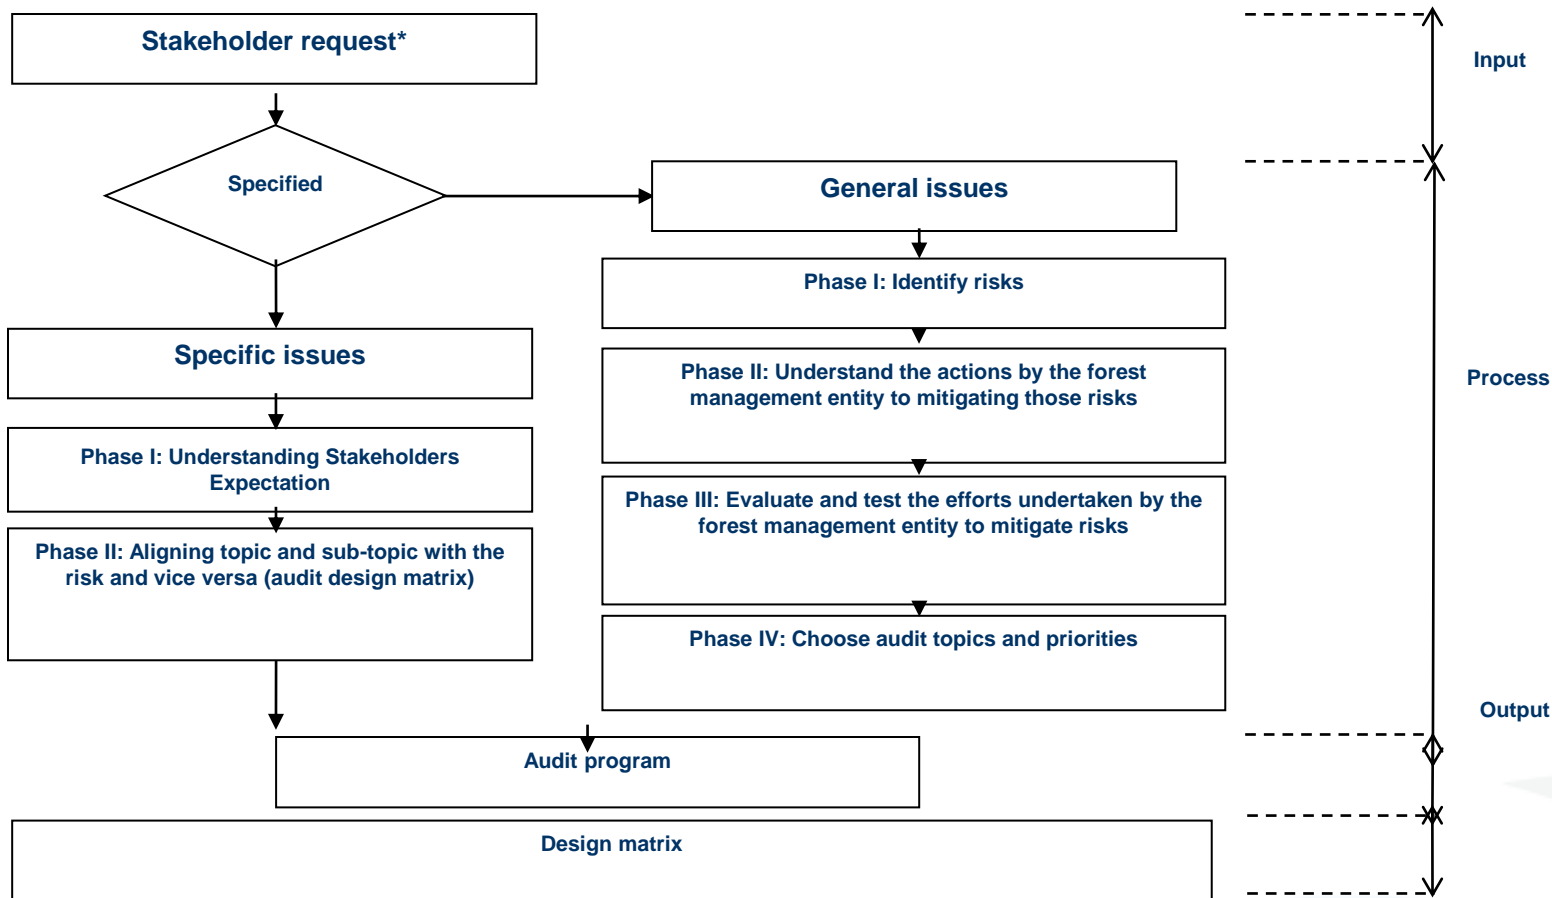 Stakeholder request*
Input
Specified
General issues
Phase I: Identify risks
Specific issues
Phase II: Understand the actions by the forest
management entity to mitigating those risks
Process
Phase I: Understanding Stakeholders
Expectation
Phase III: Evaluate and test the efforts undertaken by the
forest management entity to mitigate risks
Phase II: Aligning topic and sub-topic with the
risk and vice versa (audit design matrix)
Phase IV: Choose audit topics and priorities
Output
Audit program
Design matrix